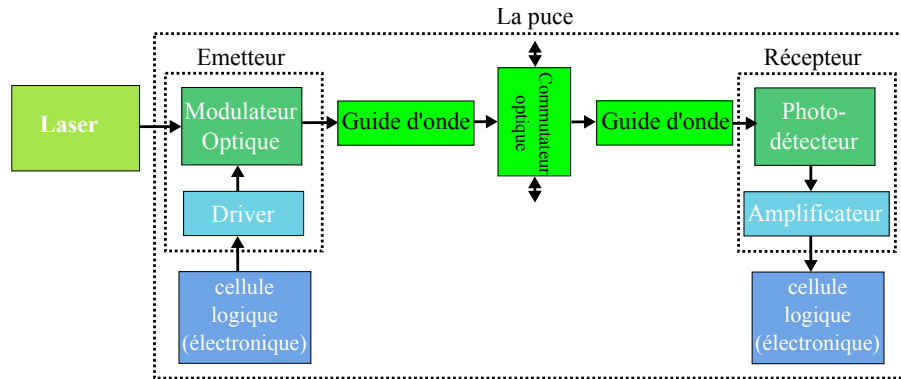 La puce
Emetteur
Récepteur
Laser
Modulateur
Optique
Guide d'onde
Commutateur
optique
Guide d'onde
Photo-
détecteur
Driver
Amplificateur
cellule
logique
(électronique)
cellule
logique
(électronique)